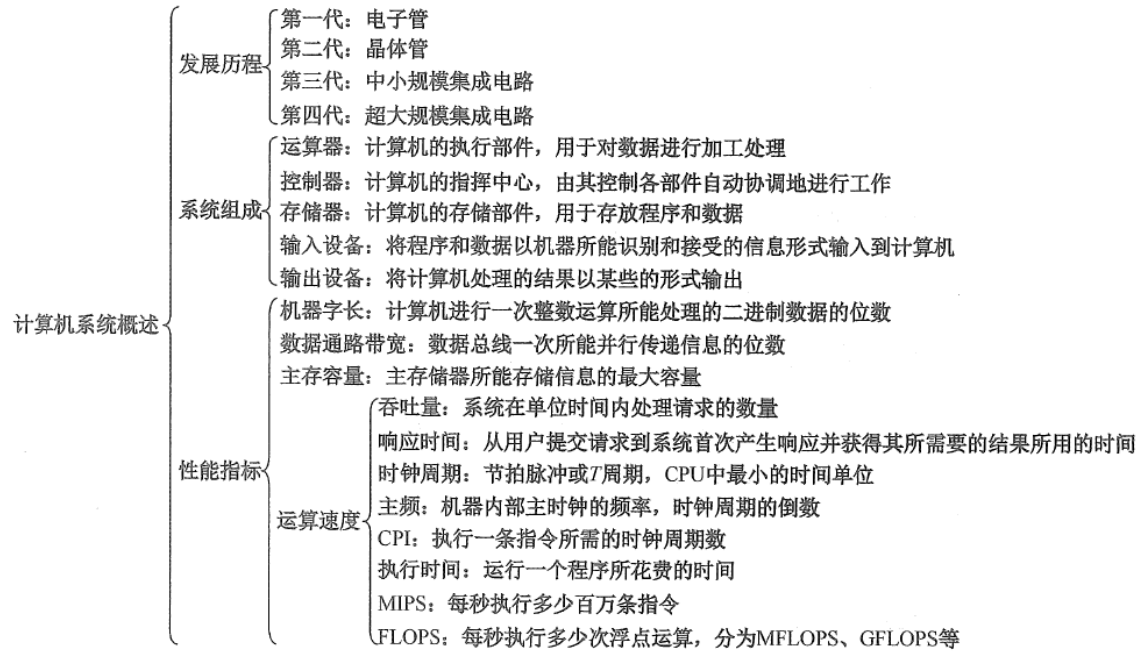 计算机系统概述
发展历程
第一代：电子管
第二代：晶体管
第三代：中小规模集成电路
第四代：超大规模集成电路
系统组成
运算器：计算机的执行部件，用于对数据进行加工处理
控制器：计算机的指挥中心，由其控制各部件自动协调地进行工作
存储器：计算机的存储部件，用于存放程序和数据
输入设备：将程序和数据以机器所能识别和接受的信息形式输入到计算机
输出设备：将计算机处理的结果以某些的形式输出
性能指标
机器字长：计算机进行一次整数运算所能处理的二进制数据的位数
数据通路带宽：数据总线一次所能并行传递信息的位数
主存容量：主存储器所能存储信息的最大容量
运算速度
吞吐量：系统在单位时间内处理请求的数量
响应时间：从用户提交请求到系统首次产生响应并获得其所需要的结果所用的时间
时钟周期：节拍脉冲或T周期，CPU中最小的时间单位
主频：机器内部主时钟的频率，时钟周期的倒数
CPI：执行一条指令所需的时钟周期数
执行时间：运行一个程序所花费的时间
MIPS：每秒执行多少百万条指令
FLOPS：每秒执行多少次浮点运算，分为MFLOPS、GFLOPS等